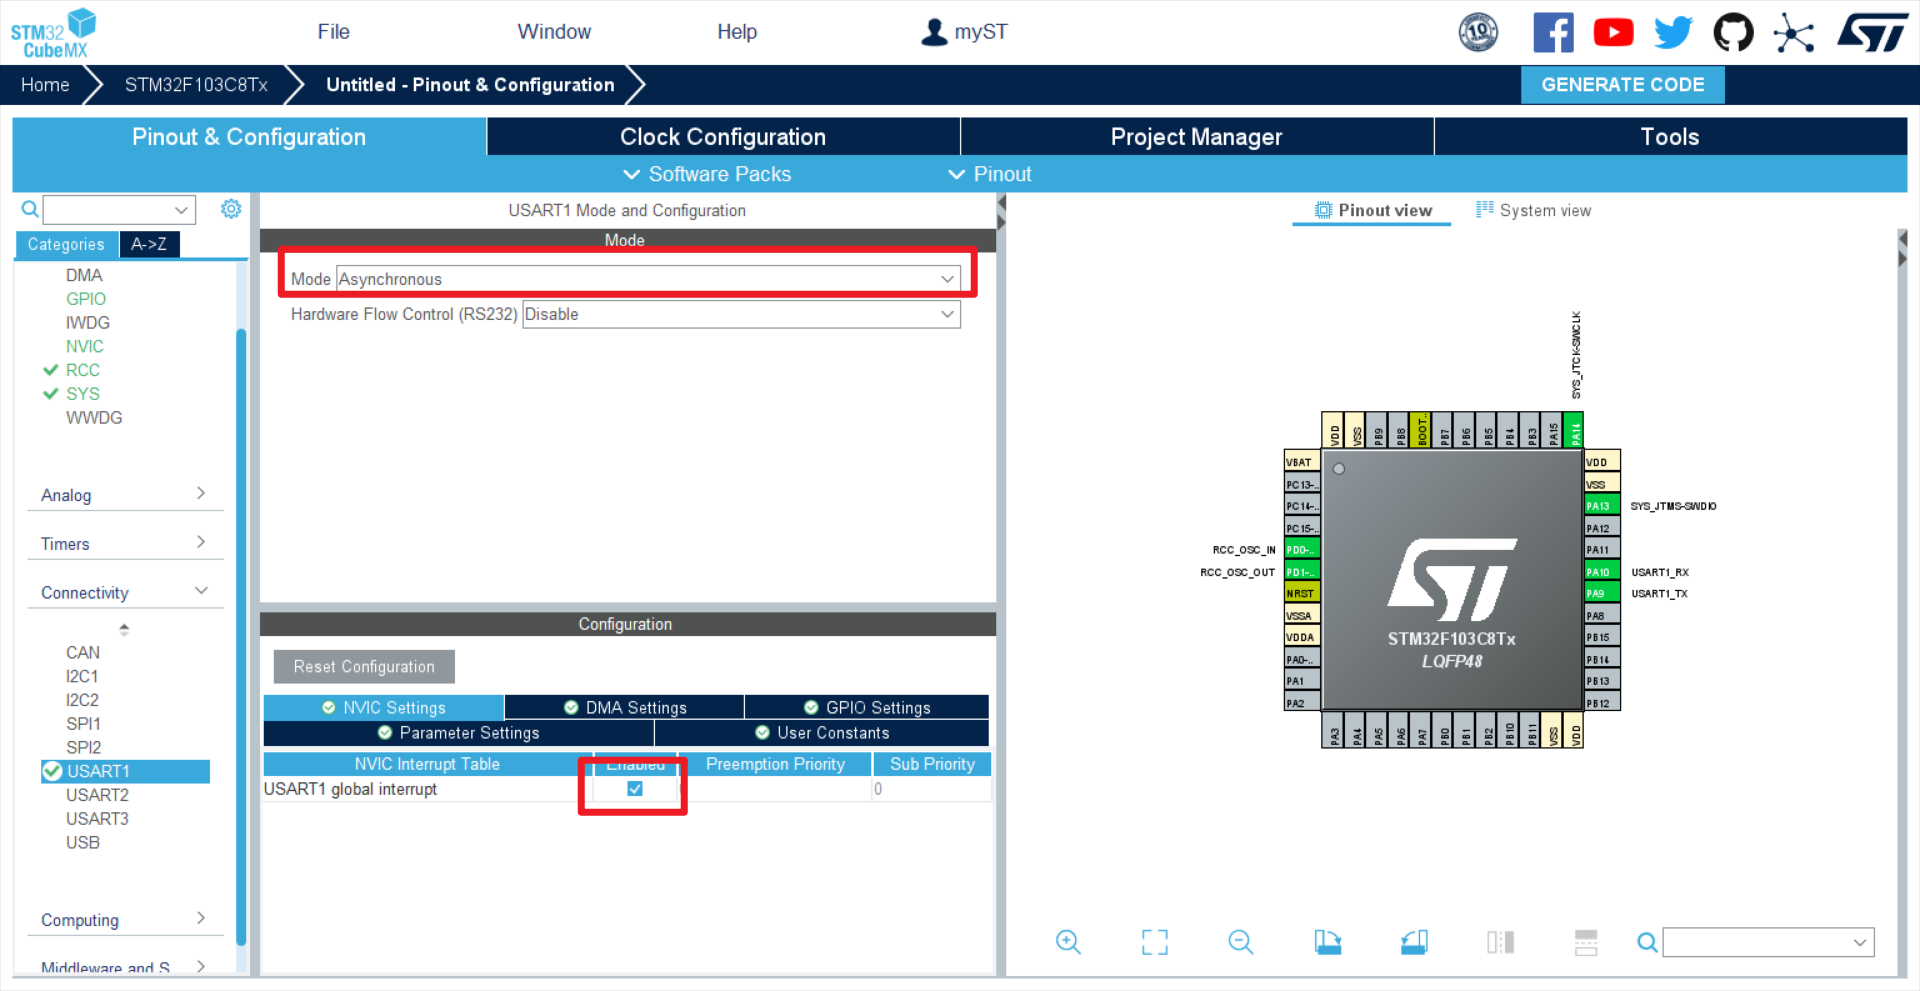 STM32
CubeMX
File
Window
Help
myST
10
Home
STM32F103C8Tx
Untitled - Pinout & Configuration
GENERATE CODE
Pinout & Configuration
Clock Configuration
Project Manager
Tools
Software Packs
Pinout
Categories
A->Z
DMA
GPIO
IWDG
NVIC
RCC
SYS
WWDG
Analog
Timers
Connectivity
CAN
I2C1
I2C2
SPI1
SPI2
USART1
USART2
USART3
USB
Computing
Middleware and S
USART1 Mode and Configuration
Mode
Mode Asynchronous
Hardware Flow Control (RS232) Disable
Configuration
Reset Configuration
NVIC Settings
DMA Settings
GPIO Settings
Parameter Settings
User Constants
NVIC Interrupt Table
Enabled
Preemption Priority
Sub Priority
USART1 global interrupt
0
Pinout view
System view
SYS_JTCK-SWCLK
VDD
VSS
PB9
PB8
BOOT..
PB7
PB6
PB5
PB4
PB3
PA15
PA14
VBAT
PC13-..
PC14-..
PC15-..
RCC_OSC_IN
PD0-..
RCC_OSC_OUT
PD1-..
NRST
VSSA
VDDA
PA0-..
PA1
PA2
STM32F103C8Tx
LQFP48
VDD
VSS
PA13
SYS_JTMS-SWDIO
PA12
PA11
PA10
USART1_RX
PA9
USART1_TX
PA8
PB15
PB14
PB13
PB12
PA3
PA4
PA5
PA6
PA7
PB0
PB1
PB2
PB10
PB11
VSS
VDD